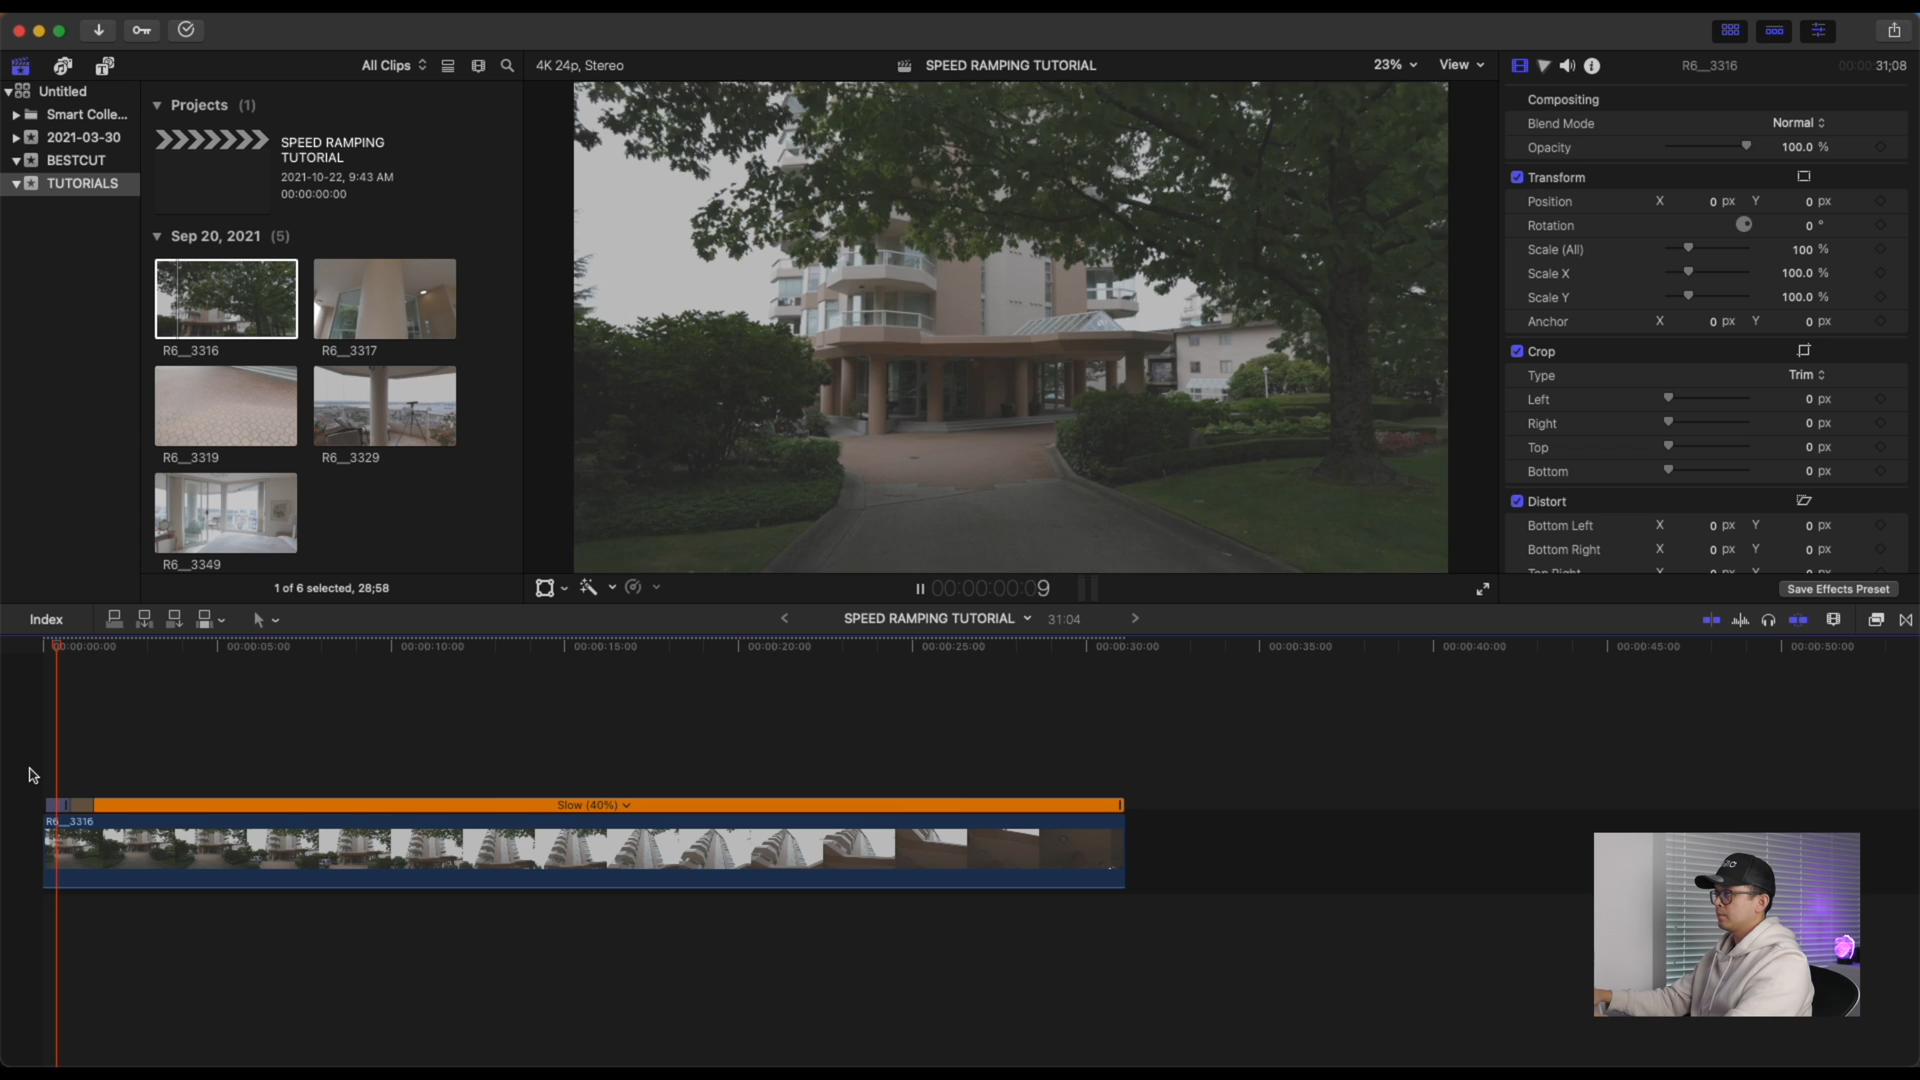 All Clips
4K 24p, Stereo
SPEED RAMPING TUTORIAL
23%
View
R6__3316
00:00:31;08
Untitled
Smart Colle...
2021-03-30
BESTCUT
TUTORIALS
Projects (1)
SPEED RAMPING
TUTORIAL
2021-10-22, 9:43 AM
00:00:00:00
Sep 20, 2021 (5)
R6__3316
R6__3317
R6__3319
R6__3329
R6__3349
1 of 6 selected, 28;58
00:00:00:09
Compositing
Blend Mode Normal
Opacity 100.0 %
Transform
Position X 0 px Y 0 px
Rotation 0 °
Scale (All) 100 %
Scale X 100.0 %
Scale Y 100.0 %
Anchor X 0 px Y 0 px
Crop
Type Trim
Left 0 px
Right 0 px
Top 0 px
Bottom 0 px
Distort
Bottom Left X 0 px Y 0 px
Bottom Right X 0 px Y 0 px
Top Right X 0 px Y 0 px
Save Effects Preset
Index
SPEED RAMPING TUTORIAL
31:04
00:00:00:00 00:00:05:00 00:00:10:00 00:00:15:00 00:00:20:00 00:00:25:00 00:00:30:00 00:00:35:00 00:00:40:00 00:00:45:00 00:00:50:00
Slow (40%)
R6__3316